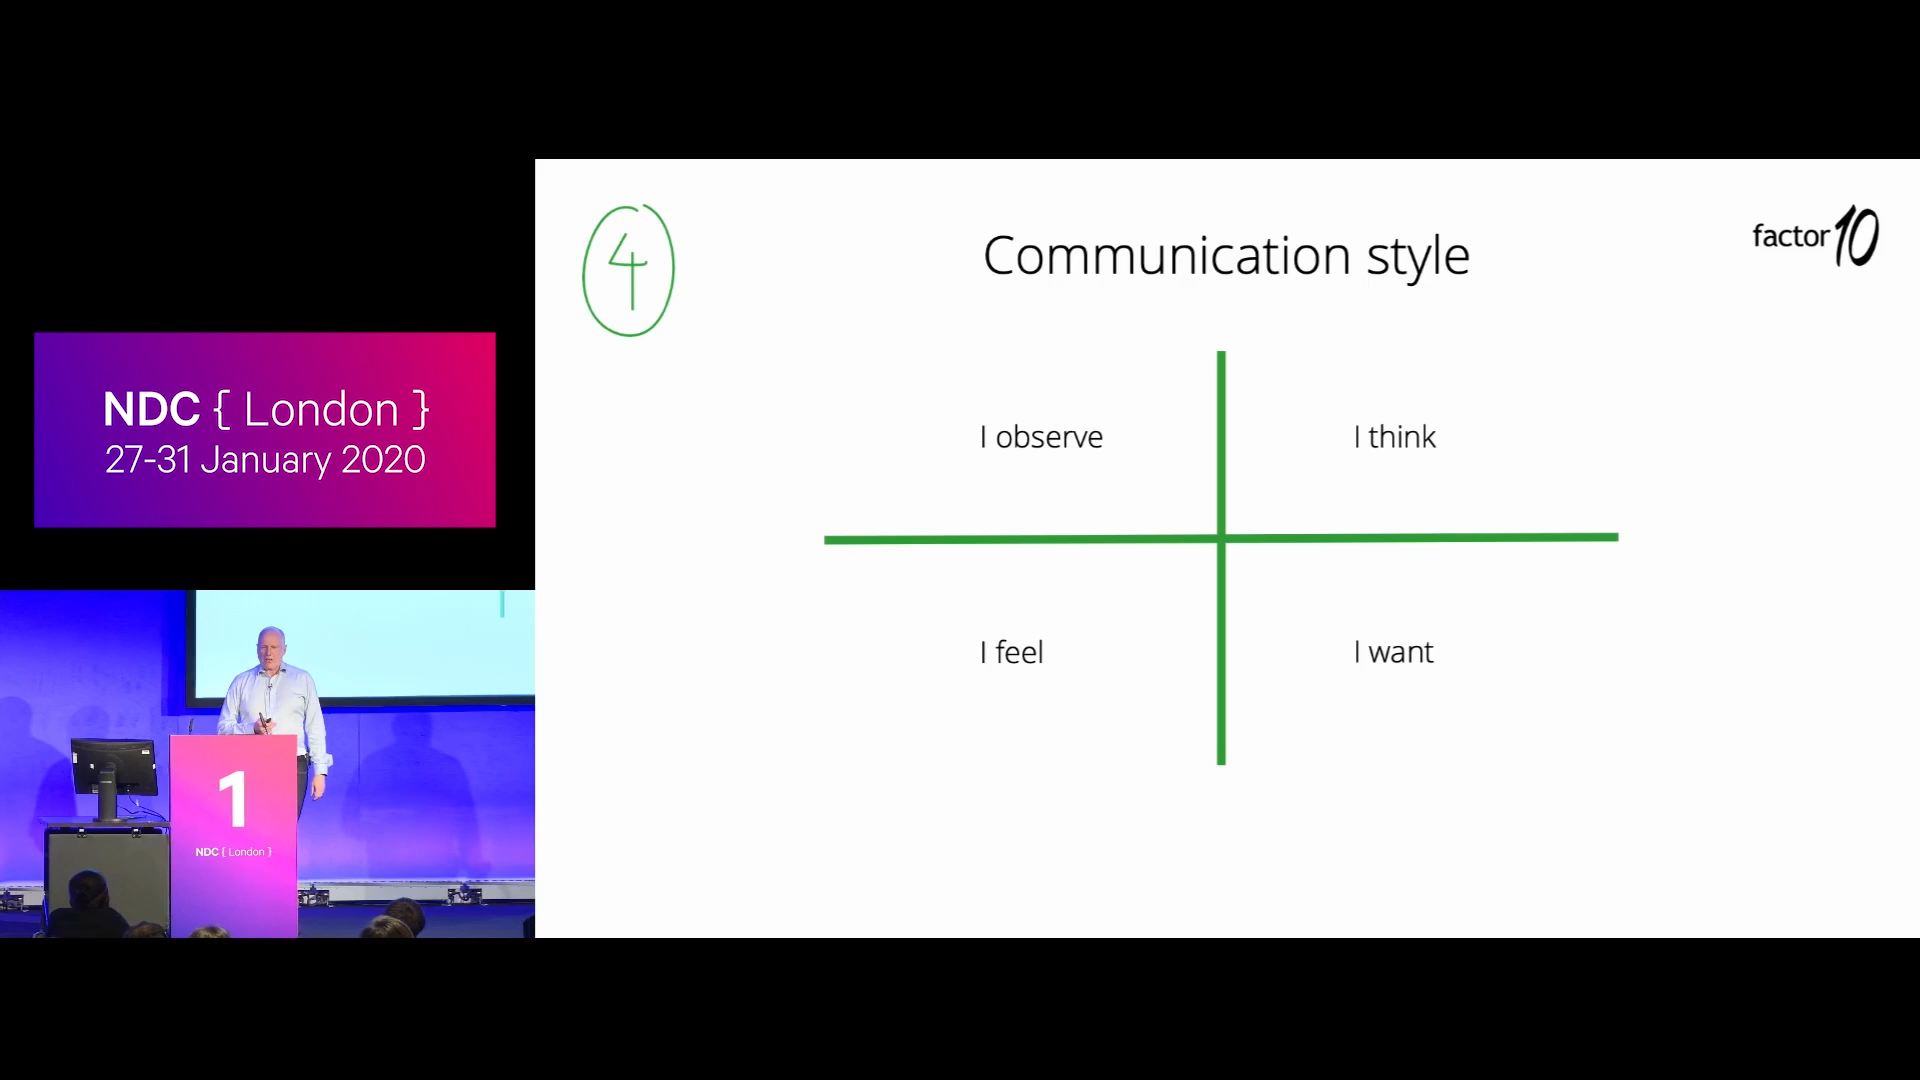 NDC { London }
27-31 January 2020
1
NDC { London }
4
Communication style
factor10
I observe
I think
I feel
I want